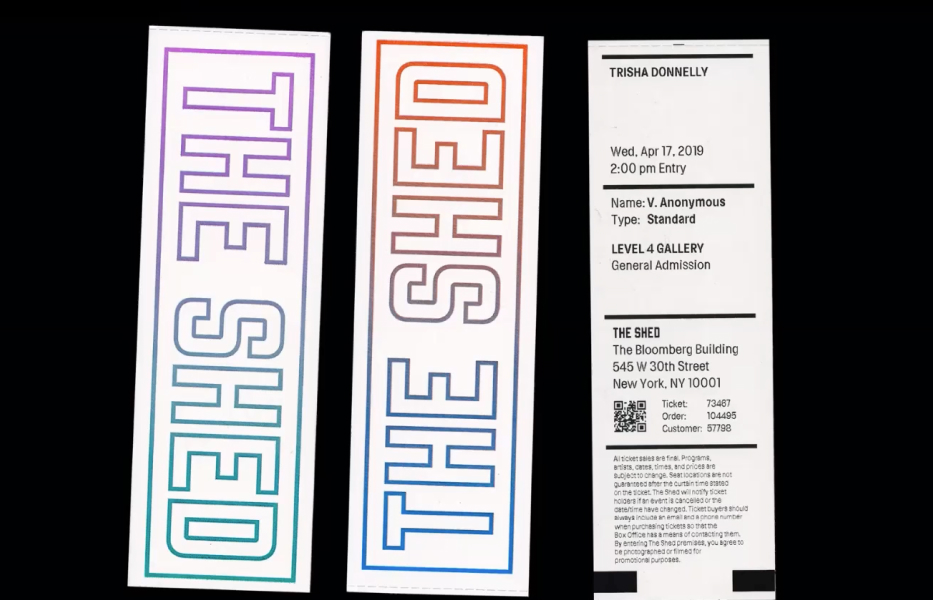 THE SHED
THE SHED
TRISHA DONNELLY
Wed, Apr 17, 2019
2:00 pm Entry
Name: V. Anonymous
Type: Standard
LEVEL 4 GALLERY
General Admission
THE SHED
The Bloomberg Building
545 W 30th Street
New York, NY 10001
Ticket: 73467
Order: 104495
Customer: 57798
All ticket sales are final. Programs,
artists, dates, times, and prices are
subject to change. Seat locations are not
guaranteed after the curtain time stated
on the ticket. The Shed will notify ticket
holders if an event is cancelled or the
date/time have changed. Ticket buyers should
always include an email and a phone number
when purchasing tickets so that the
Box Office has a means of contacting them.
By entering The Shed premises, you agree to
be photographed or filmed for
promotional purposes.